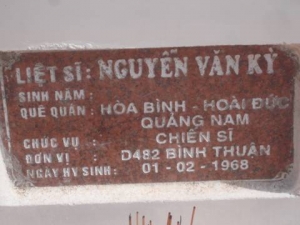 LIỆT SĨ : NGUYỄN VĂN KỲ
SINH NĂM :
QUÊ QUÁN : HÒA BÌNH - HOÀI ĐỨC
QUẢNG NAM
CHỨC VỤ : CHIẾN SĨ
ĐƠN VỊ : D482 BÌNH THUẬN
NGÀY HY SINH : 01 - 02 - 1968